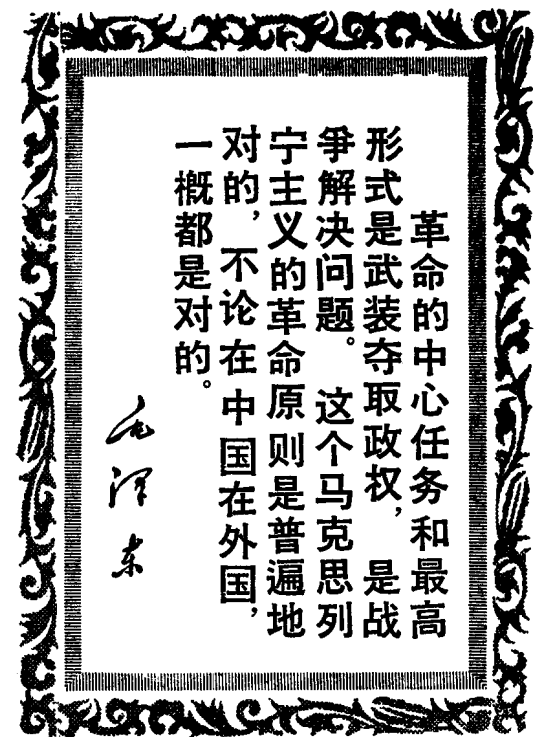 革命的中心任务和最高
形式是武装夺取政权，是战
争解决问题。这个马克思列
宁主义的革命原则是普遍地
对的，不论在中国在外国，
一概都是对的。
毛泽东